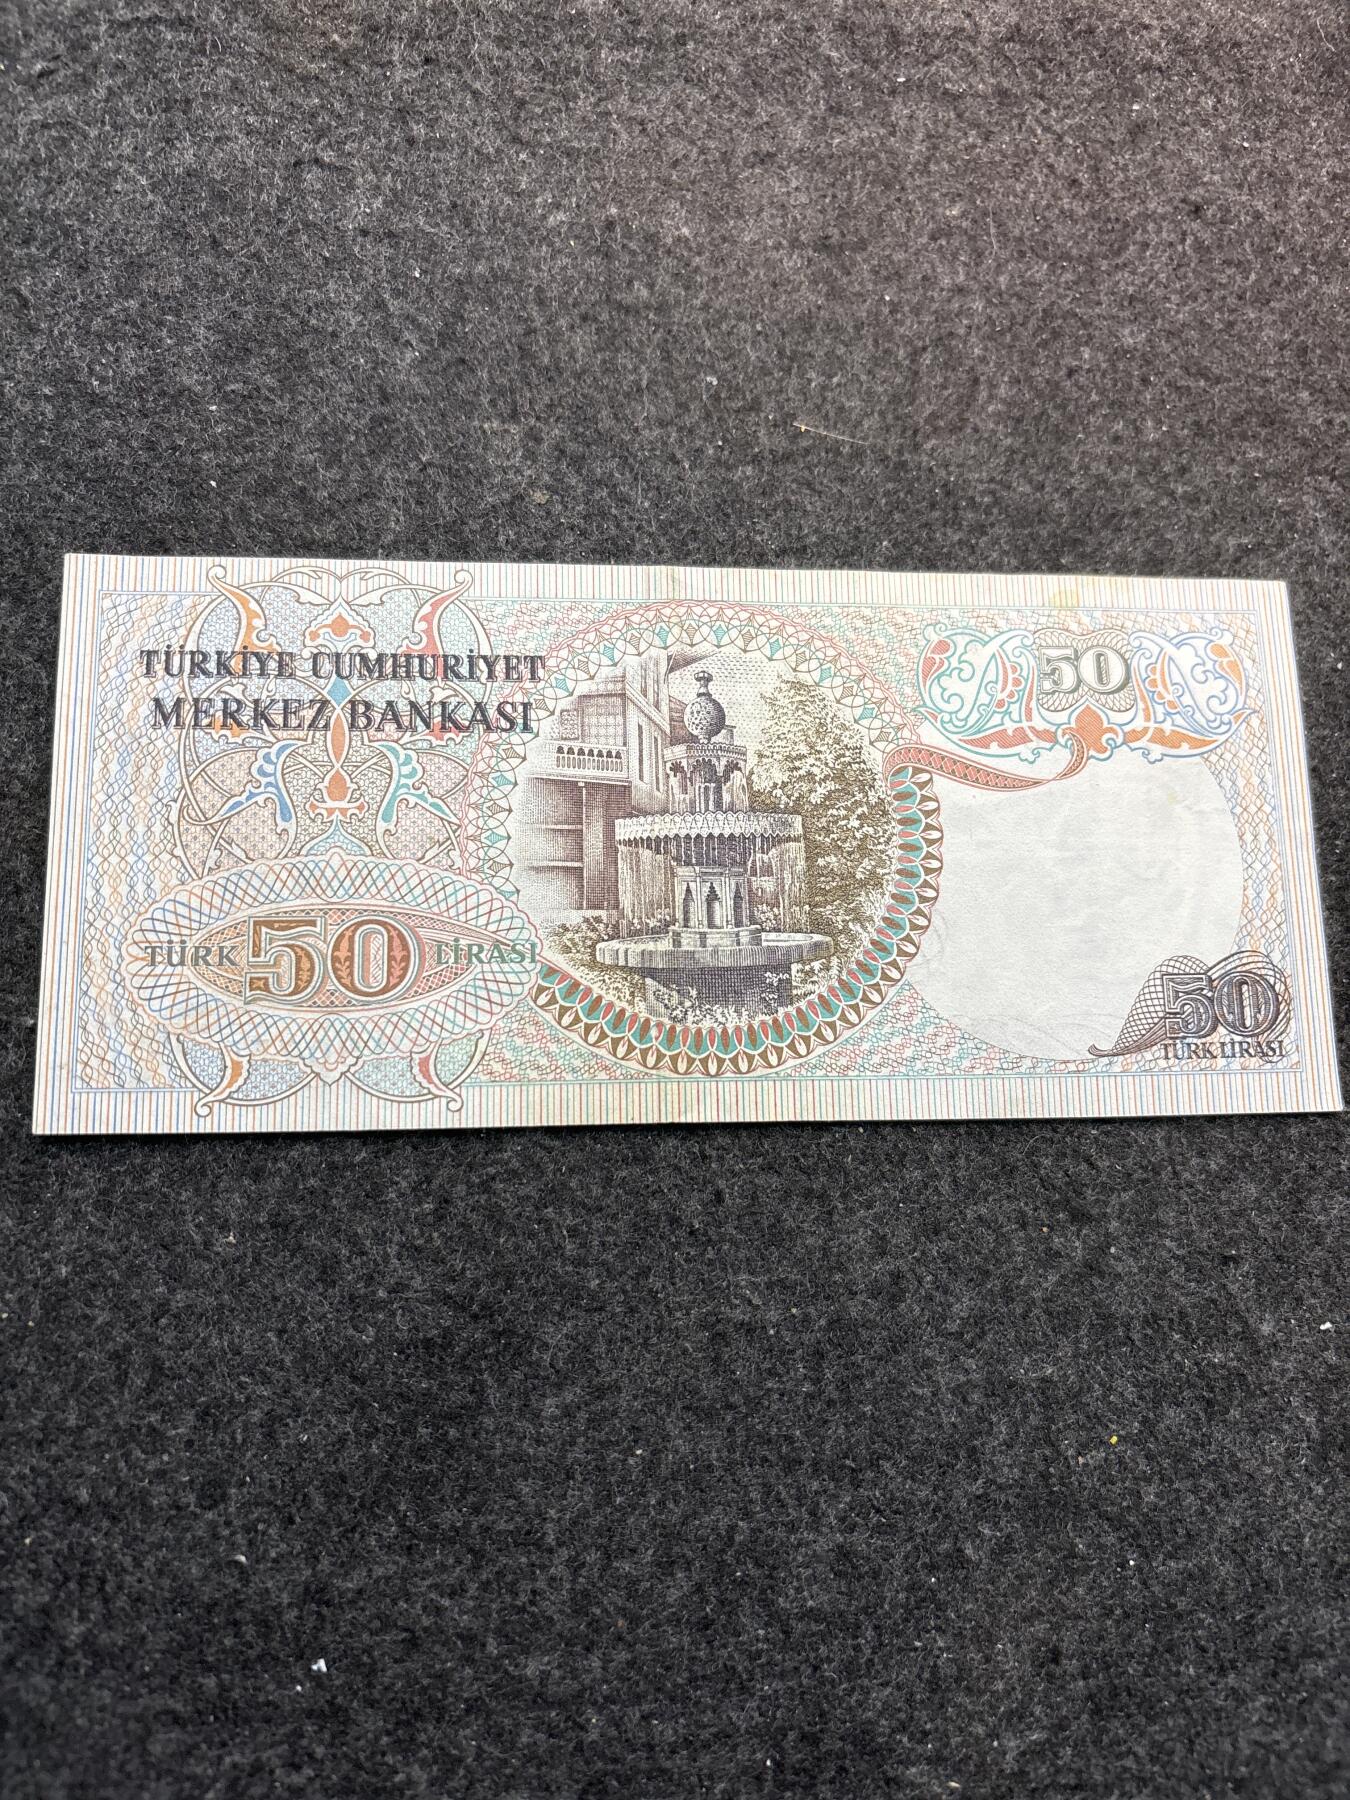 TÜRKİYE CUMHURİYET
MERKEZ BANKASI
50
TÜRK 50 LİRASI
50
TÜRK LİRASI